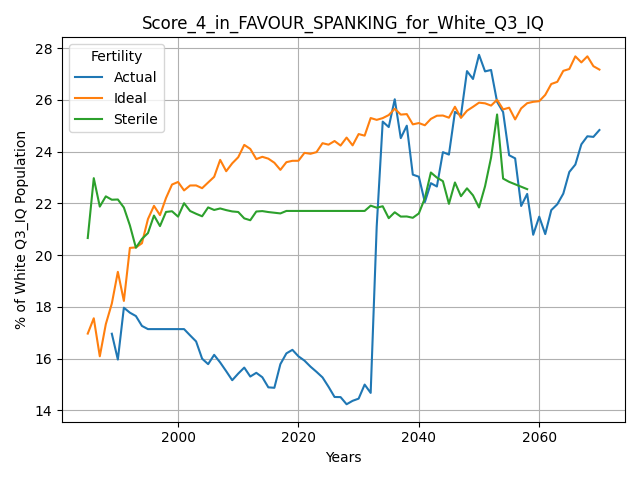 Score_4_in_FAVOUR_SPANKING_for_White_Q3_IQ
Fertility
Actual
Ideal
Sterile
% of White Q3_IQ Population
28
26
24
22
20
18
16
14
2000
2020
2040
2060
Years